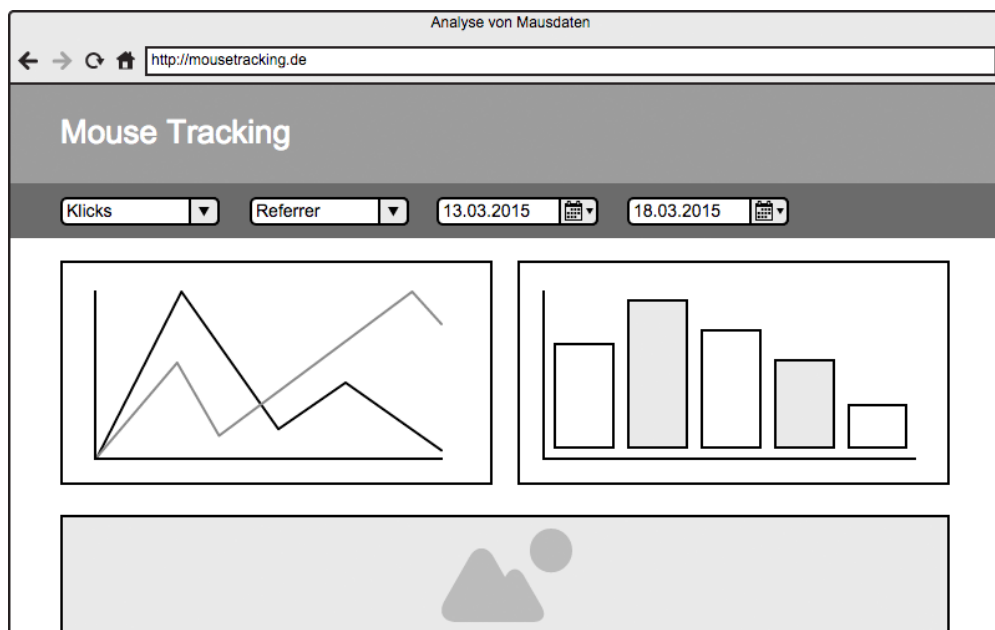 Analyse von Mausdaten
http://mousetracking.de
Mouse Tracking
Klicks
Referrer
13.03.2015
18.03.2015